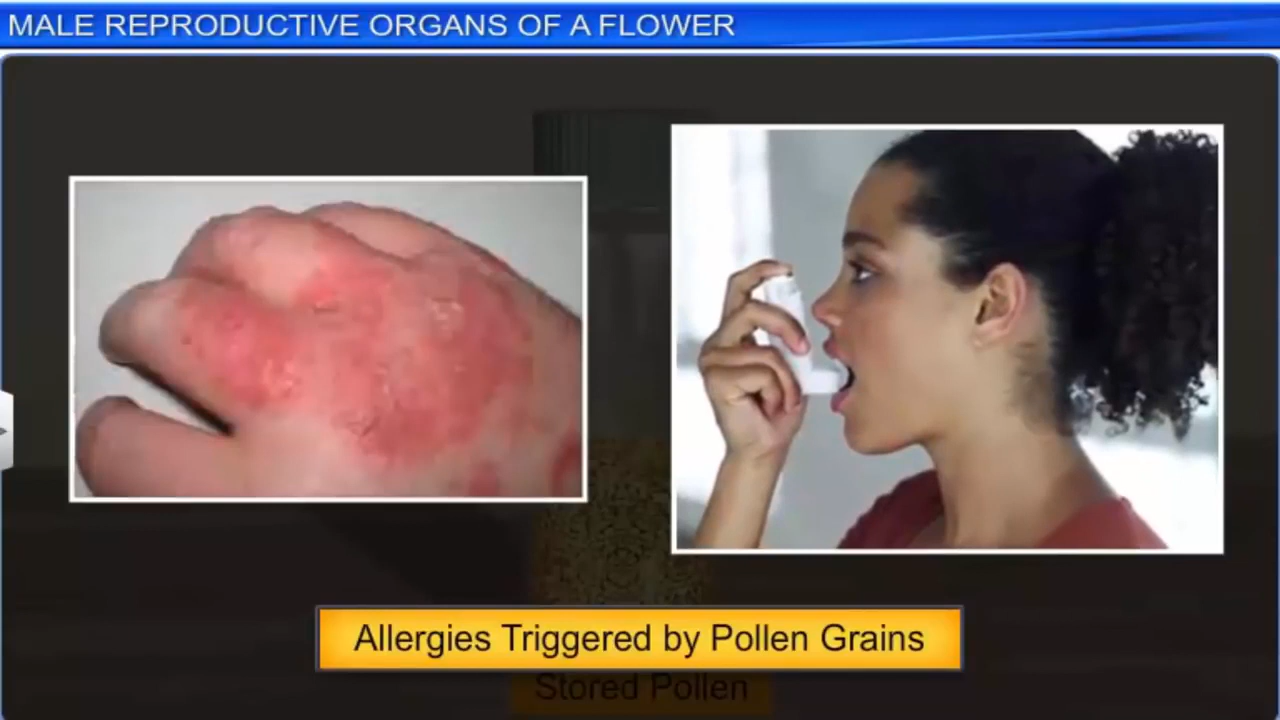 MALE REPRODUCTIVE ORGANS OF A FLOWER
Allergies Triggered by Pollen Grains
Stored Pollen